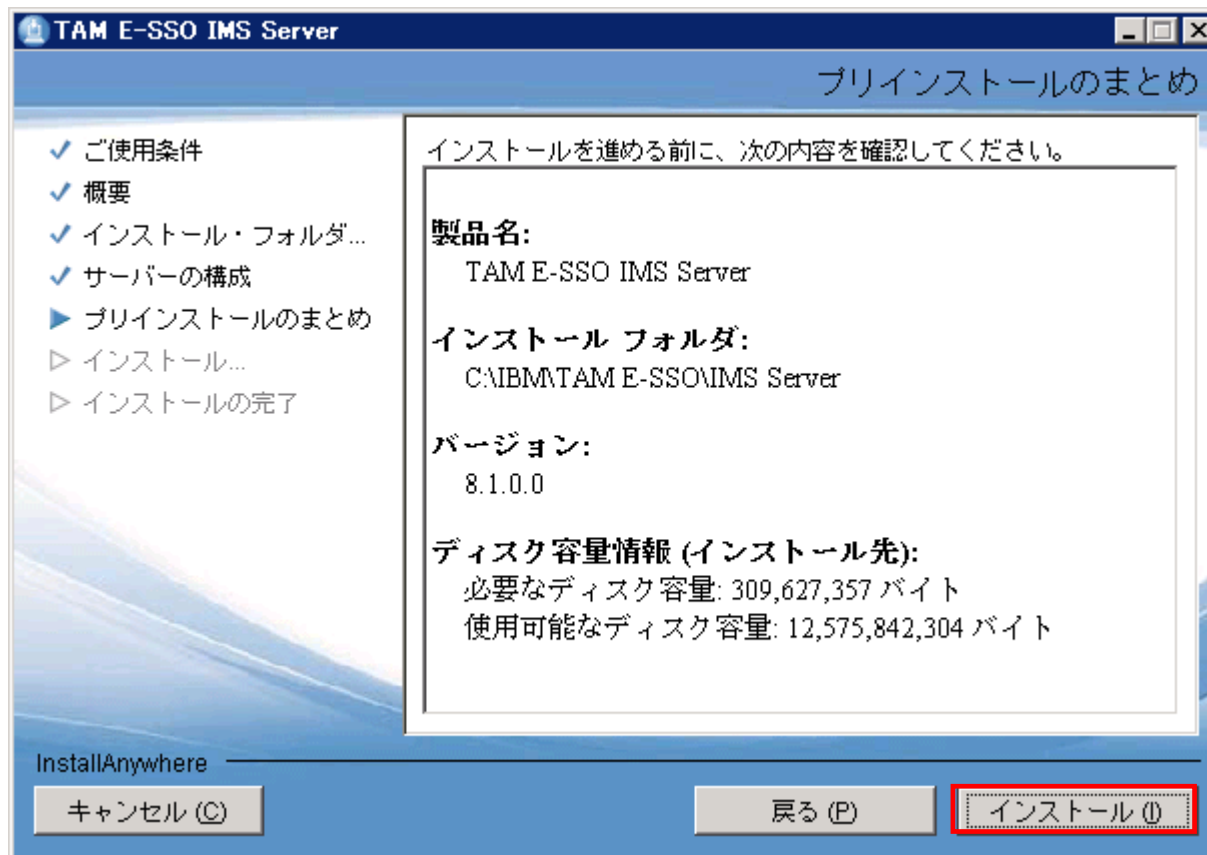 TAM E-SSO IMS Server
プリインストールのまとめ
ご使用条件
概要
インストール・フォルダ...
サーバーの構成
プリインストールのまとめ
インストール...
インストールの完了
インストールを進める前に、次の内容を確認してください。
製品名:
TAM E-SSO IMS Server
インストール フォルダ:
C:\IBM\TAM E-SSO\IMS Server
バージョン:
8.1.0.0
ディスク容量情報 (インストール先):
必要なディスク容量: 309,627,357 バイト
使用可能なディスク容量: 12,575,842,304 バイト
InstallAnywhere
キャンセル (C)
戻る (P)
インストール (I)